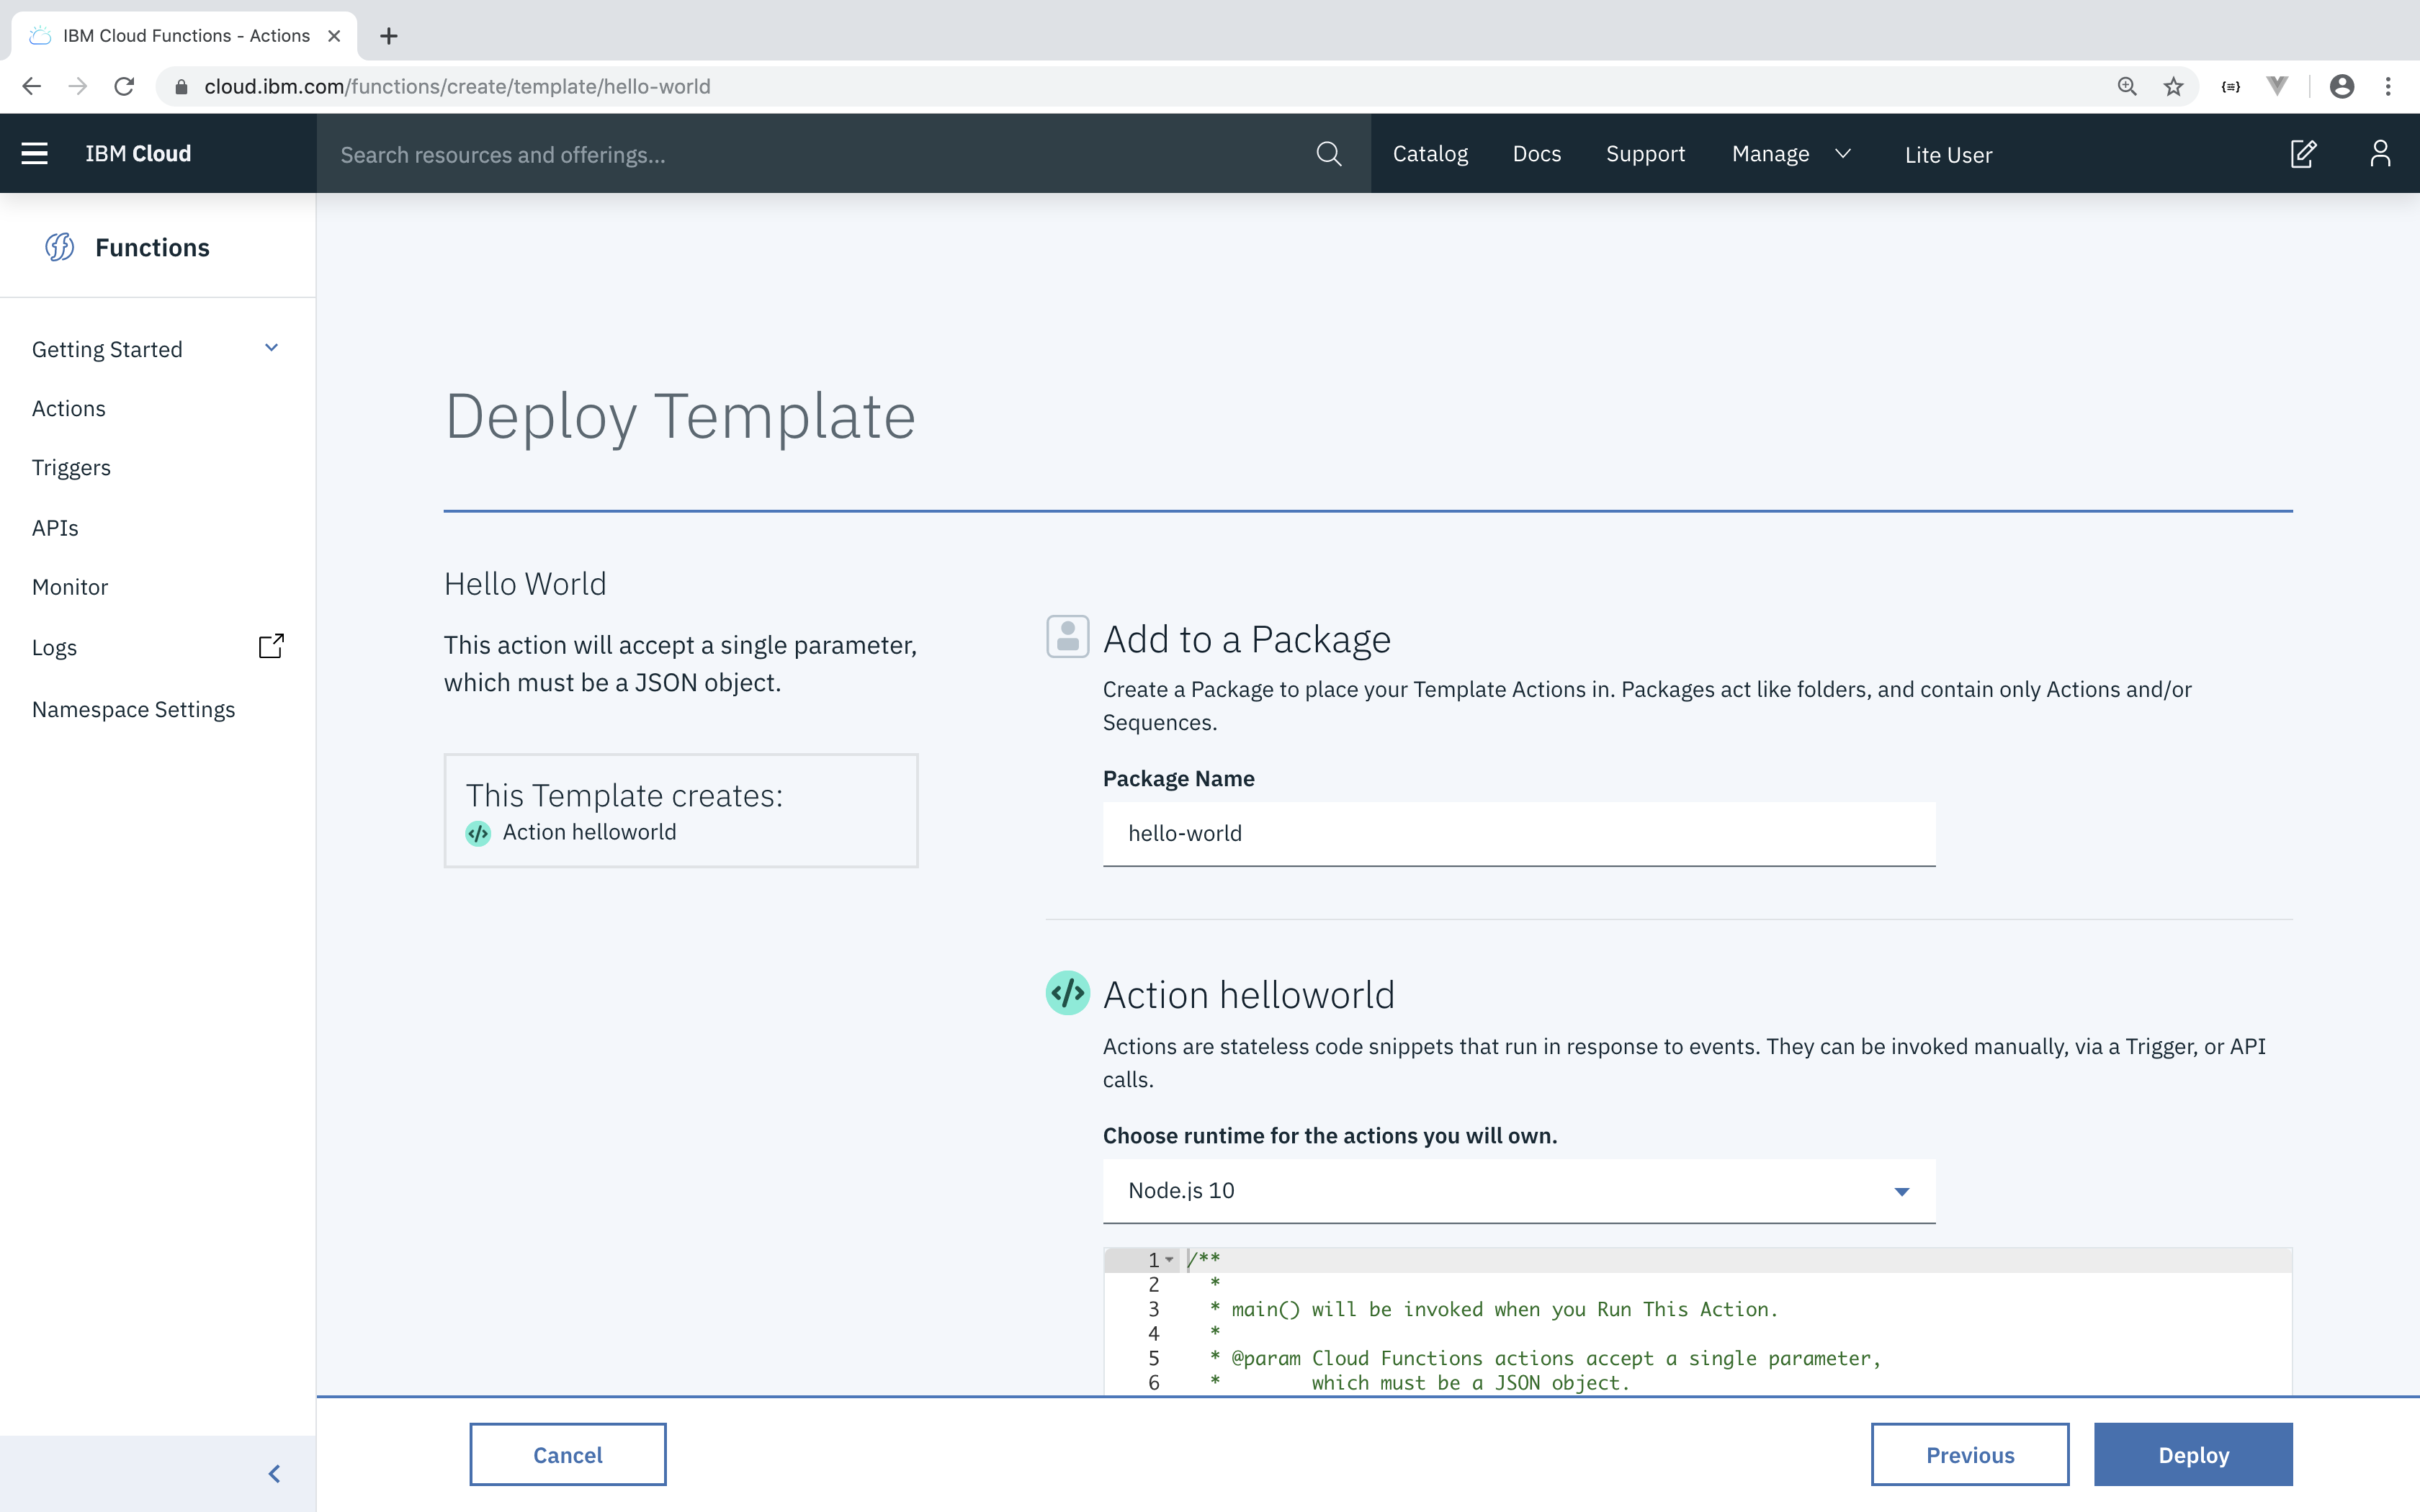 IBM Cloud Functions - Actions
cloud.ibm.com/functions/create/template/hello-world
IBM Cloud
Search resources and offerings...
Catalog
Docs
Support
Manage
Lite User
Functions
Getting Started
Actions
Triggers
APIs
Monitor
Logs
Namespace Settings
Deploy Template
Hello World
This action will accept a single parameter,
which must be a JSON object.
This Template creates:
</> Action helloworld
Add to a Package
Create a Package to place your Template Actions in. Packages act like folders, and contain only Actions and/or
Sequences.
Package Name
hello-world
</> Action helloworld
Actions are stateless code snippets that run in response to events. They can be invoked manually, via a Trigger, or API
calls.
Choose runtime for the actions you will own.
Node.js 10
1 /**
2 *
3 * main() will be invoked when you Run This Action.
4 *
5 * @param Cloud Functions actions accept a single parameter,
6 * which must be a JSON object.
Cancel
Previous
Deploy